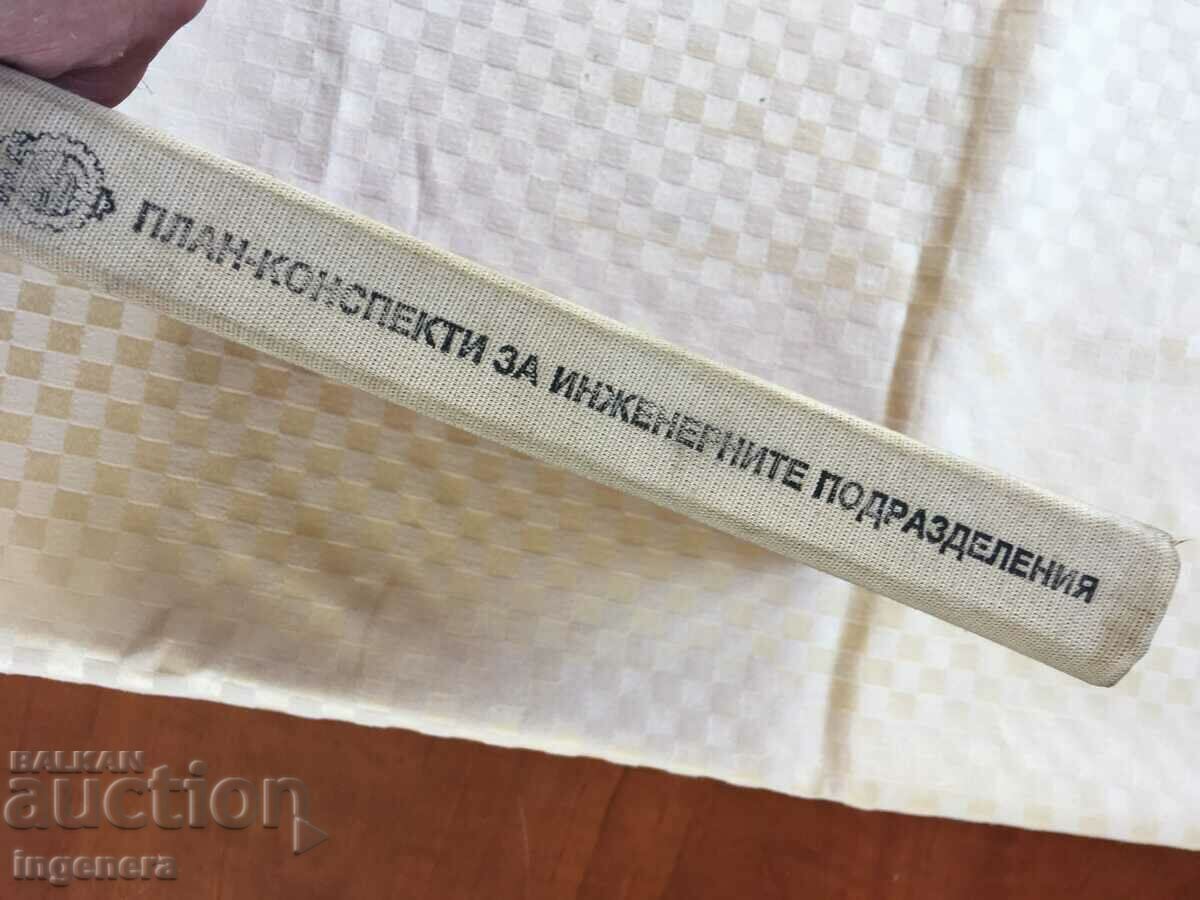 ПЛАН-КОНСПЕКТИ ЗА ИНЖЕНЕРНИТЕ ПОДРАЗДЕЛЕНИЯ
BALKAN
auction
ingenera